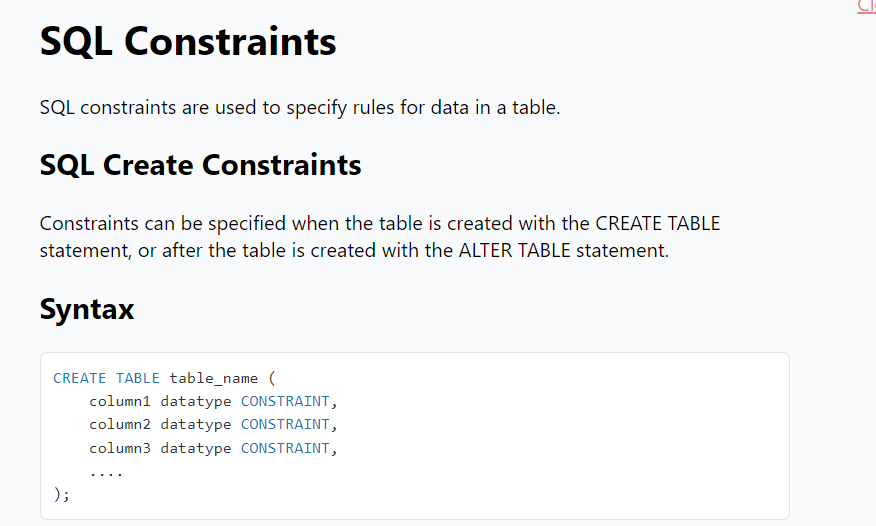 SQL Constraints
SQL constraints are used to specify rules for data in a table.
SQL Create Constraints
Constraints can be specified when the table is created with the CREATE TABLE
statement, or after the table is created with the ALTER TABLE statement.
Syntax
CREATE TABLE table_name (
    column1 datatype CONSTRAINT,
    column2 datatype CONSTRAINT,
    column3 datatype CONSTRAINT,
    ....
);